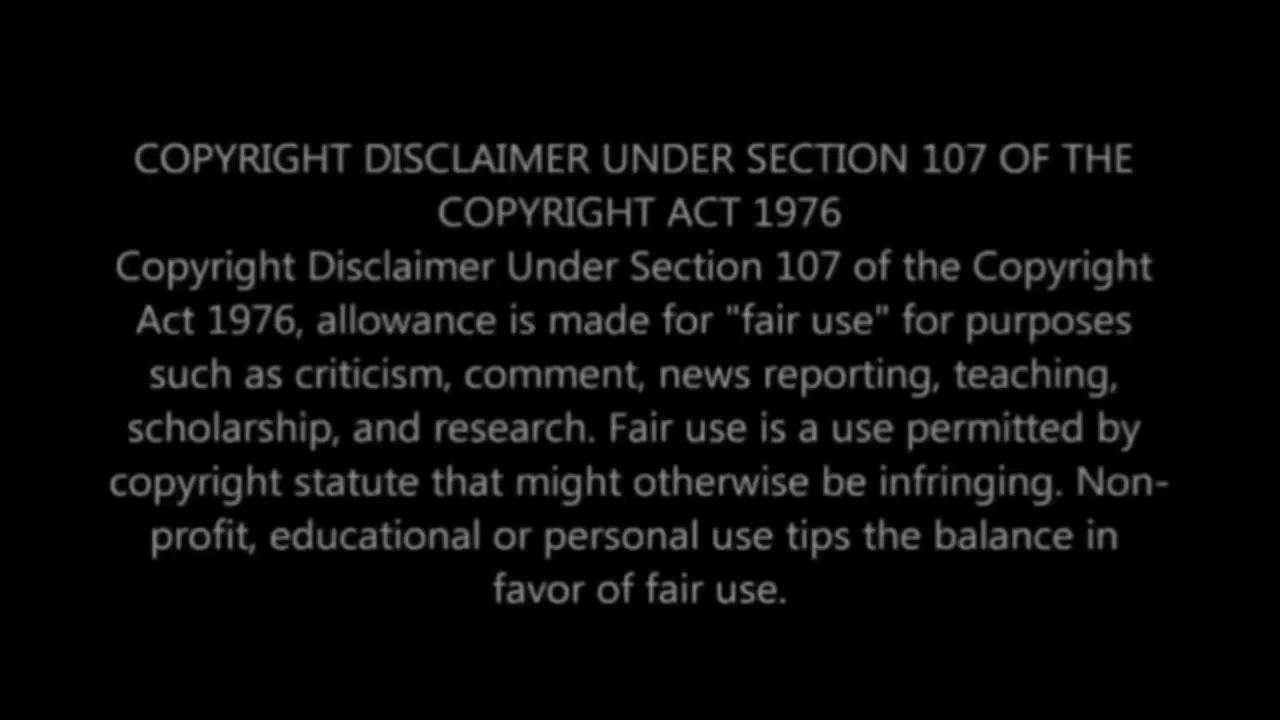 COPYRIGHT DISCLAIMER UNDER SECTION 107 OF THE
COPYRIGHT ACT 1976
Copyright Disclaimer Under Section 107 of the Copyright
Act 1976, allowance is made for "fair use" for purposes
such as criticism, comment, news reporting, teaching,
scholarship, and research. Fair use is a use permitted by
copyright statute that might otherwise be infringing. Non-
profit, educational or personal use tips the balance in
favor of fair use.